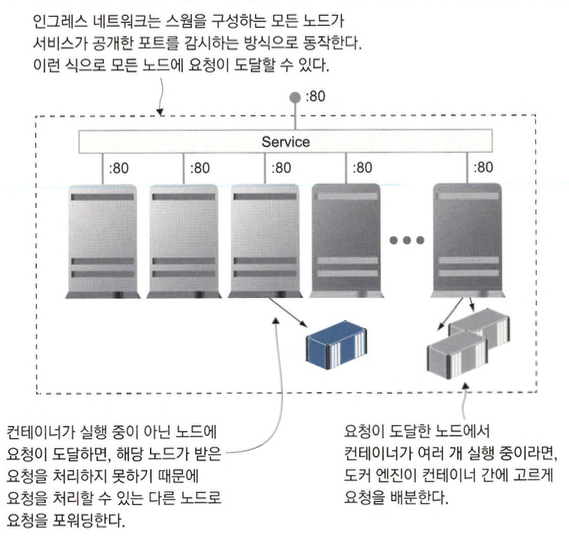 인그레스 네트워크는 스웜을 구성하는 모든 노드가
서비스가 공개한 포트를 감시하는 방식으로 동작한다.
이런 식으로 모든 노드에 요청이 도달할 수 있다.
:80
Service
:80
:80
:80
:80
:80
컨테이너가 실행 중이 아닌 노드에
요청이 도달하면, 해당 노드가 받은
요청을 처리하지 못하기 때문에
요청을 처리할 수 있는 다른 노드로
요청을 포워딩한다.
요청이 도달한 노드에서
컨테이너가 여러 개 실행 중이라면,
도커 엔진이 컨테이너 간에 고르게
요청을 배분한다.